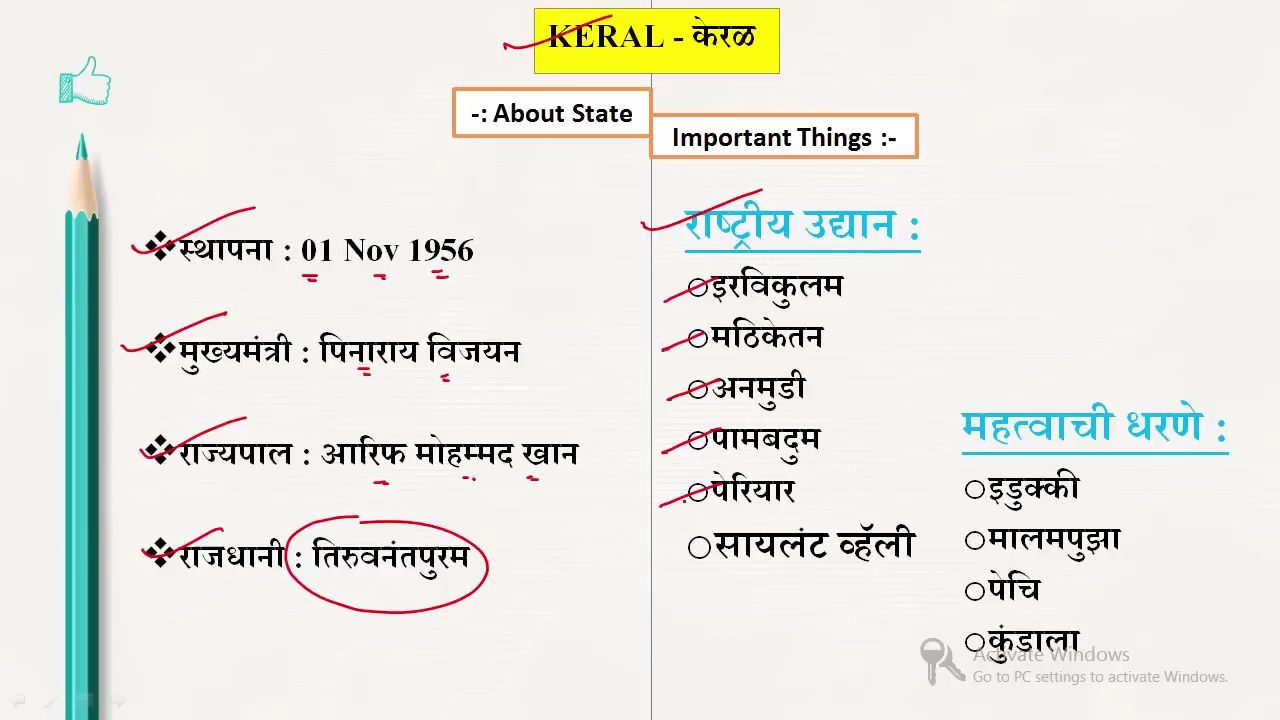 KERAL - केरळ
-: About State
Important Things :-
❖स्थापना : 01 Nov 1956
❖मुख्यमंत्री : पिनाराय विजयन
❖राज्यपाल : आरिफ मोहम्मद खान
❖राजधानी : तिरुवनंतपुरम
राष्ट्रीय उद्यान :
○इरविकुलम
○मठिकेतन
○अनमुडी
○पामबदुम
○पेरियार
○सायलंट व्हॅली
महत्वाची धरणे :
○इडुक्की
○मालमपुझा
○पेचि
○कुंडाला
Activate Windows
Go to PC settings to activate Windows.